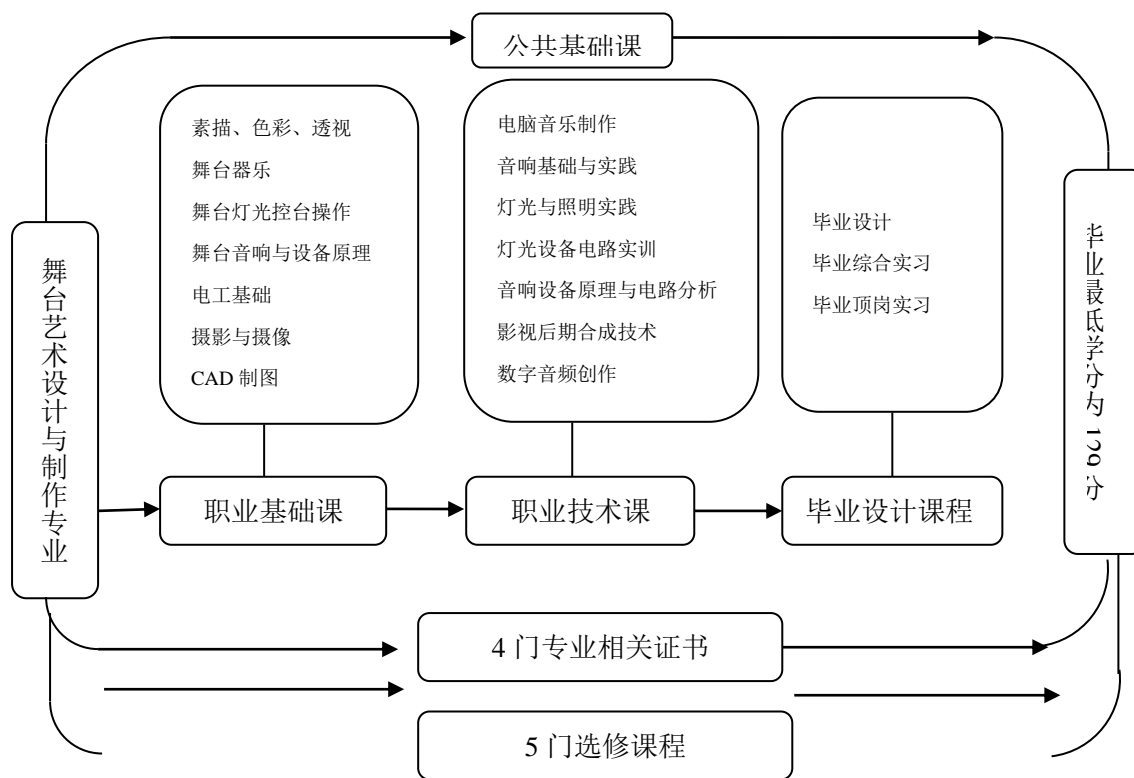 公共基础课
素描、色彩、透视
舞台器乐
舞台灯光控台操作
舞台音响与设备原理
电工基础
摄影与摄像
CAD 制图
电脑音乐制作
音响基础与实践
灯光与照明实践
灯光设备电路实训
音响设备原理与电路分析
影视后期合成技术
数字音频创作
毕业设计
毕业综合实习
毕业顶岗实习
舞台艺术设计与制作专业
职业基础课
职业技术课
毕业设计课程
毕业最低学分为 129 分
4 门专业相关证书
5 门选修课程